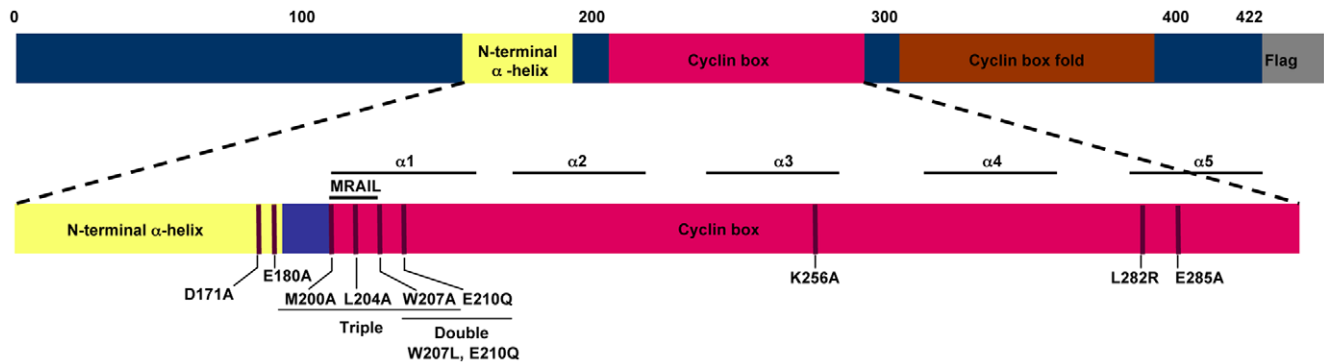 0 100 200 300 400 422
N-terminal
α -helix
Cyclin box
Cyclin box fold
Flag
α1 α2 α3 α4 α5
MRAIL
N-terminal α-helix
Cyclin box
D171A
E180A
M200A L204A W207A E210Q
K256A
L282R
E285A
Triple
Double
W207L, E210Q